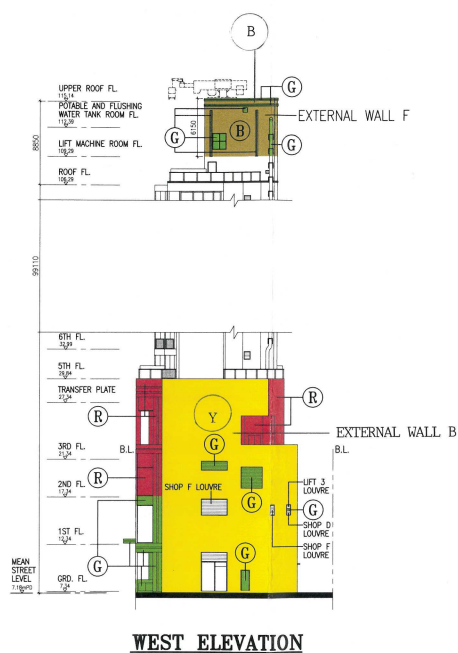 B
UPPER ROOF FL.
115.14
G
POTABLE AND FLUSHING
WATER TANK ROOM FL.
112.39
EXTERNAL WALL F
G
B
6150
8850
LIFT MACHINE ROOM FL.
109.29
G
ROOF FL.
106.29
99110
6TH FL.
32.99
5TH FL.
29.84
TRANSFER PLATE
27.34
R
R
Y
EXTERNAL WALL B
3RD FL.
21.34
B.L.
G
B.L.
R
2ND FL.
17.34
SHOP F LOUVRE
G
LIFT 3
LOUVRE
G
1ST FL.
12.34
SHOP D
LOUVRE
SHOP F
LOUVRE
G
G
MEAN
STREET
LEVEL
7.18mPD
GRD. FL.
7.34
WEST ELEVATION